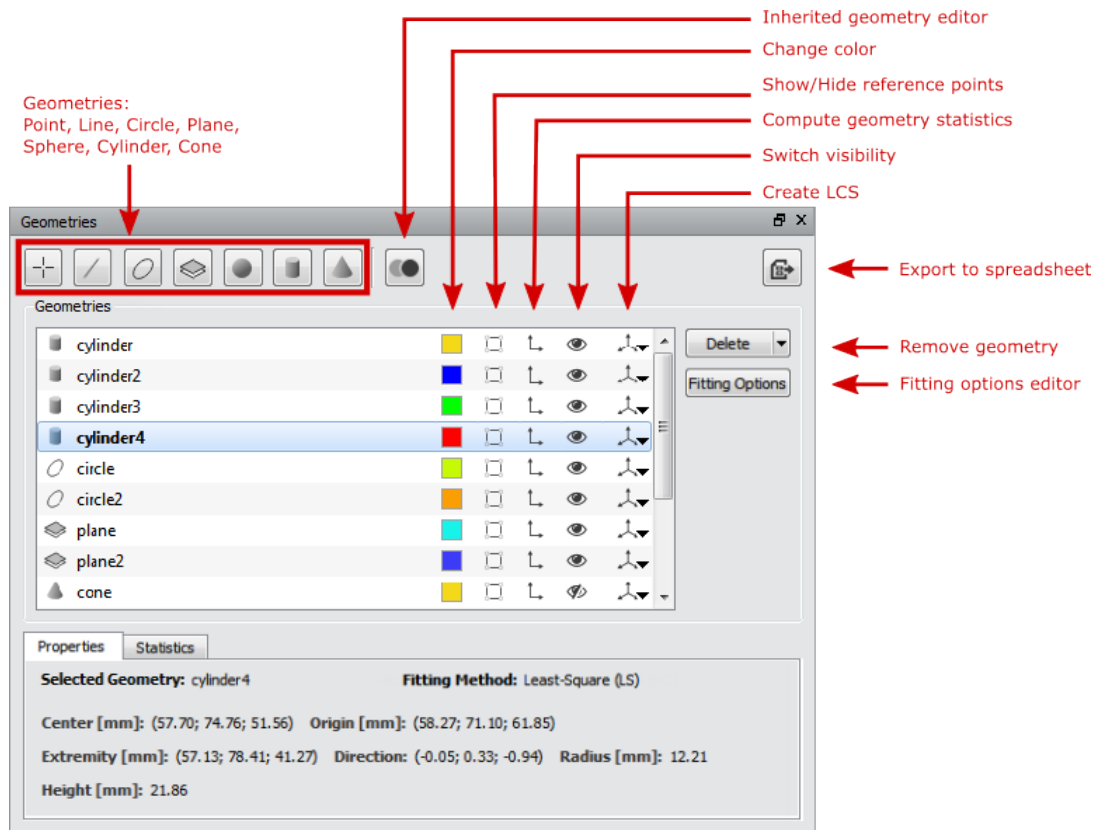 Inherited geometry editor
Change color
Show/Hide reference points
Geometries:
Point, Line, Circle, Plane,
Sphere, Cylinder, Cone
Compute geometry statistics
Switch visibility
Create LCS
Geometries
Export to spreadsheet
Geometries
cylinder
Delete
Remove geometry
cylinder2
Fitting Options
Fitting options editor
cylinder3
cylinder4
circle
circle2
plane
plane2
cone
Properties Statistics
Selected Geometry: cylinder4 Fitting Method: Least-Square (LS)
Center [mm]: (57.70; 74.76; 51.56) Origin [mm]: (58.27; 71.10; 61.85)
Extremity [mm]: (57.13; 78.41; 41.27) Direction: (-0.05; 0.33; -0.94) Radius [mm]: 12.21
Height [mm]: 21.86